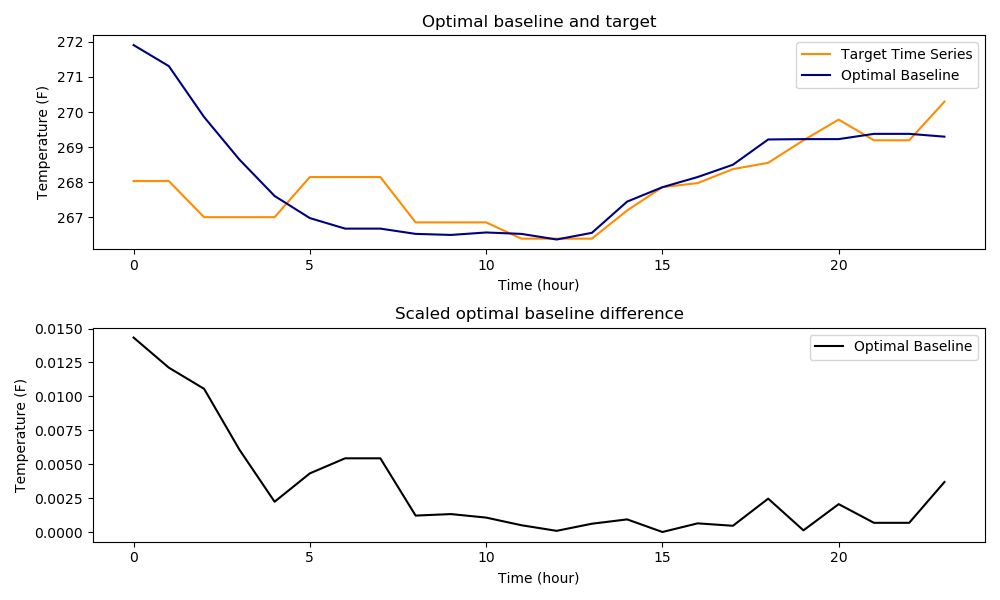 Optimal baseline and target
Temperature (F)
272
271
270
269
268
267
Target Time Series
Optimal Baseline
0 5 10 15 20
Time (hour)
Scaled optimal baseline difference
Temperature (F)
0.0150
0.0125
0.0100
0.0075
0.0050
0.0025
0.0000
Optimal Baseline
0 5 10 15 20
Time (hour)